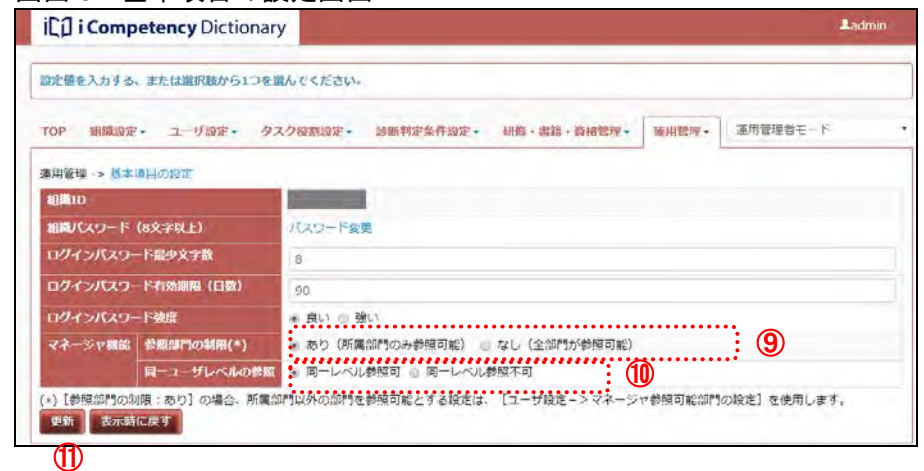 i Competency Dictionary
admin
設定値を入力する、または選択肢から1つを選んでください。
TOP 組織設定 ユーザ設定 タスク役割設定 診断判定条件設定 研修・書籍・資格管理 運用管理 運用管理者モード
運用管理 -> 基本項目の設定
組織ID
組織パスワード（8文字以上） パスワード変更
ログインパスワード最少文字数 8
ログインパスワード有効期限（日数） 90
ログインパスワード強度 良い 強い
マネージャ機能 参照部門の制限(*) あり（所属部門のみ参照可能） なし（全部門が参照可能） ⑨
同一ユーザレベルの参照 同一レベル参照可 同一レベル参照不可 ⑩
(*)【参照部門の制限：あり】の場合、所属部門以外の部門を参照可能とする設定は、［ユーザ設定－＞マネージャ参照可能部門の設定］を使用します。
更新 表示時に戻す
⑪